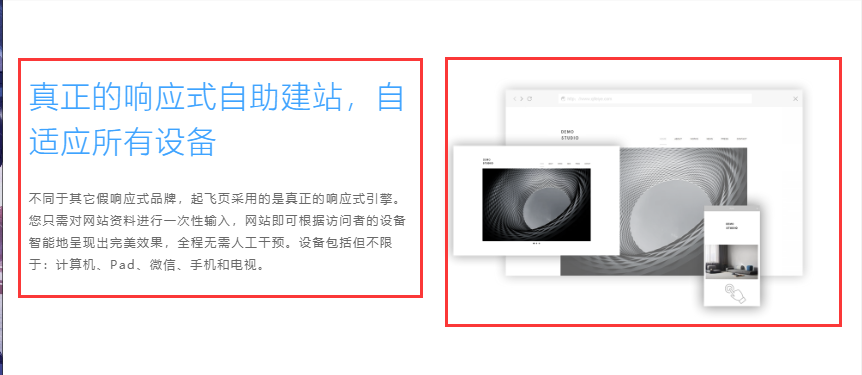 真正的响应式自助建站，自
适应所有设备
不同于其它假响应式品牌，起飞页采用的是真正的响应式引擎。
您只需对网站资料进行一次性输入，网站即可根据访问者的设备
智能地呈现出完美效果，全程无需人工干预。设备包括但不限
于：计算机、Pad、微信、手机和电视。
DEMO
STUDIO
DEMO
STUDIO
DEMO
STUDIO